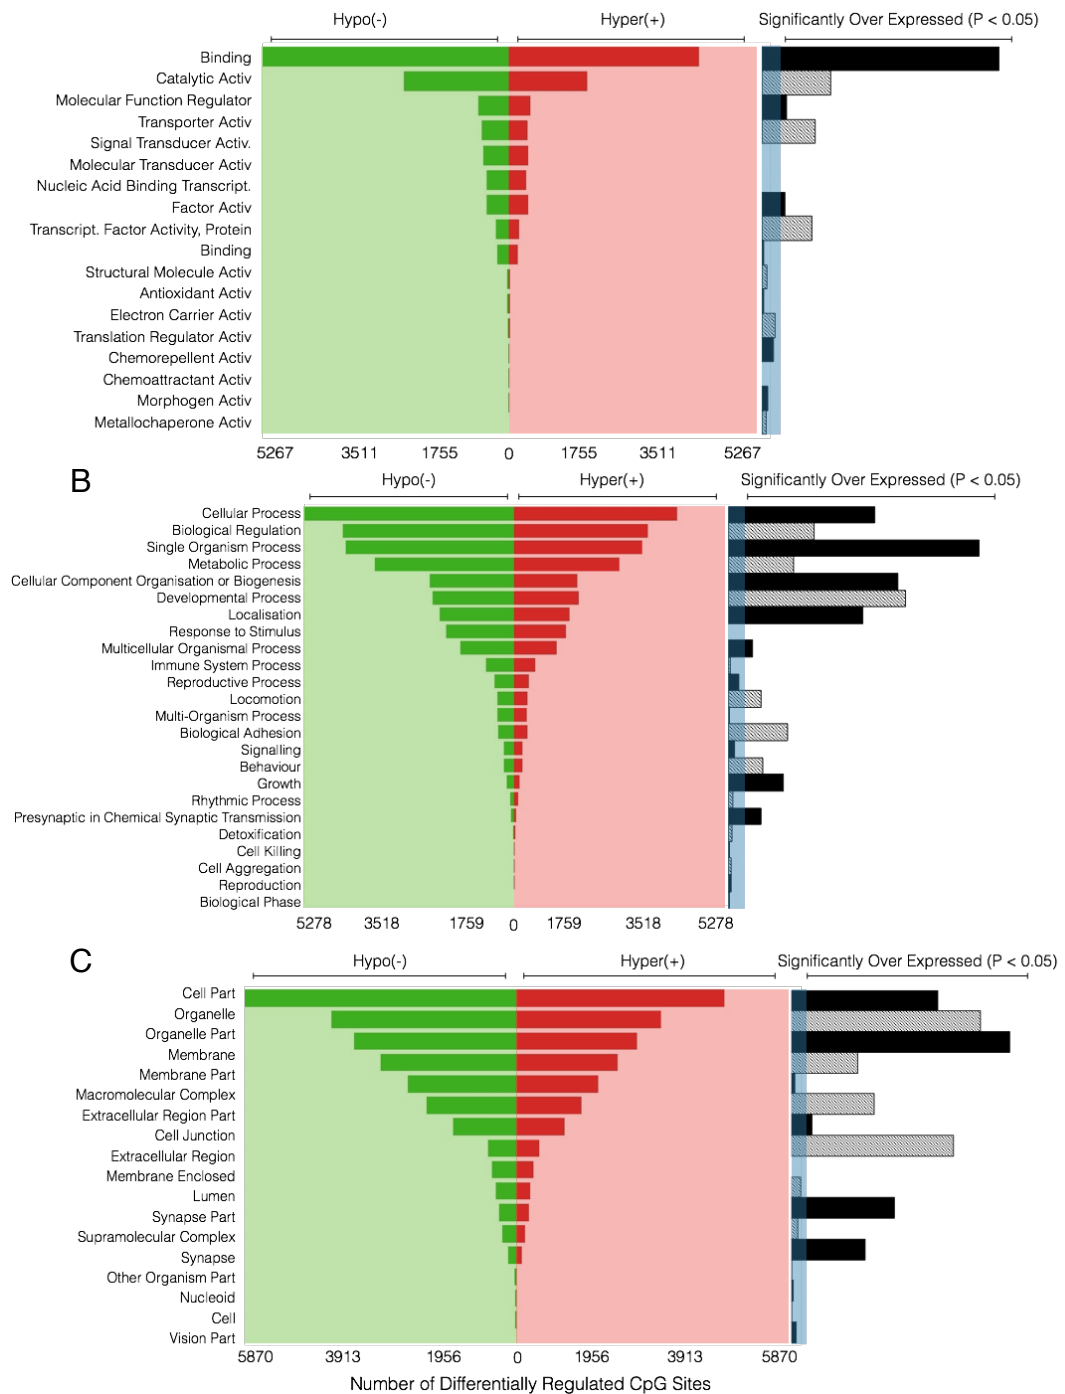 Hypo(-) Hyper(+) Significantly Over Expressed (P < 0.05)
Binding
Catalytic Activ
Molecular Function Regulator
Transporter Activ
Signal Transducer Activ.
Molecular Transducer Activ
Nucleic Acid Binding Transcript.
Factor Activ
Transcript. Factor Activity, Protein
Binding
Structural Molecule Activ
Antioxidant Activ
Electron Carrier Activ
Translation Regulator Activ
Chemorepellent Activ
Chemoattractant Activ
Morphogen Activ
Metallochaperone Activ
5267 3511 1755 0 1755 3511 5267
B
Hypo(-) Hyper(+) Significantly Over Expressed (P < 0.05)
Cellular Process
Biological Regulation
Single Organism Process
Metabolic Process
Cellular Component Organisation or Biogenesis
Developmental Process
Localisation
Response to Stimulus
Multicellular Organismal Process
Immune System Process
Reproductive Process
Locomotion
Multi-Organism Process
Biological Adhesion
Signalling
Behaviour
Growth
Rhythmic Process
Presynaptic in Chemical Synaptic Transmission
Detoxification
Cell Killing
Cell Aggregation
Reproduction
Biological Phase
5278 3518 1759 0 1759 3518 5278
C
Hypo(-) Hyper(+) Significantly Over Expressed (P < 0.05)
Cell Part
Organelle
Organelle Part
Membrane
Membrane Part
Macromolecular Complex
Extracellular Region Part
Cell Junction
Extracellular Region
Membrane Enclosed
Lumen
Synapse Part
Supramolecular Complex
Synapse
Other Organism Part
Nucleoid
Cell
Vision Part
5870 3913 1956 0 1956 3913 5870
Number of Differentially Regulated CpG Sites